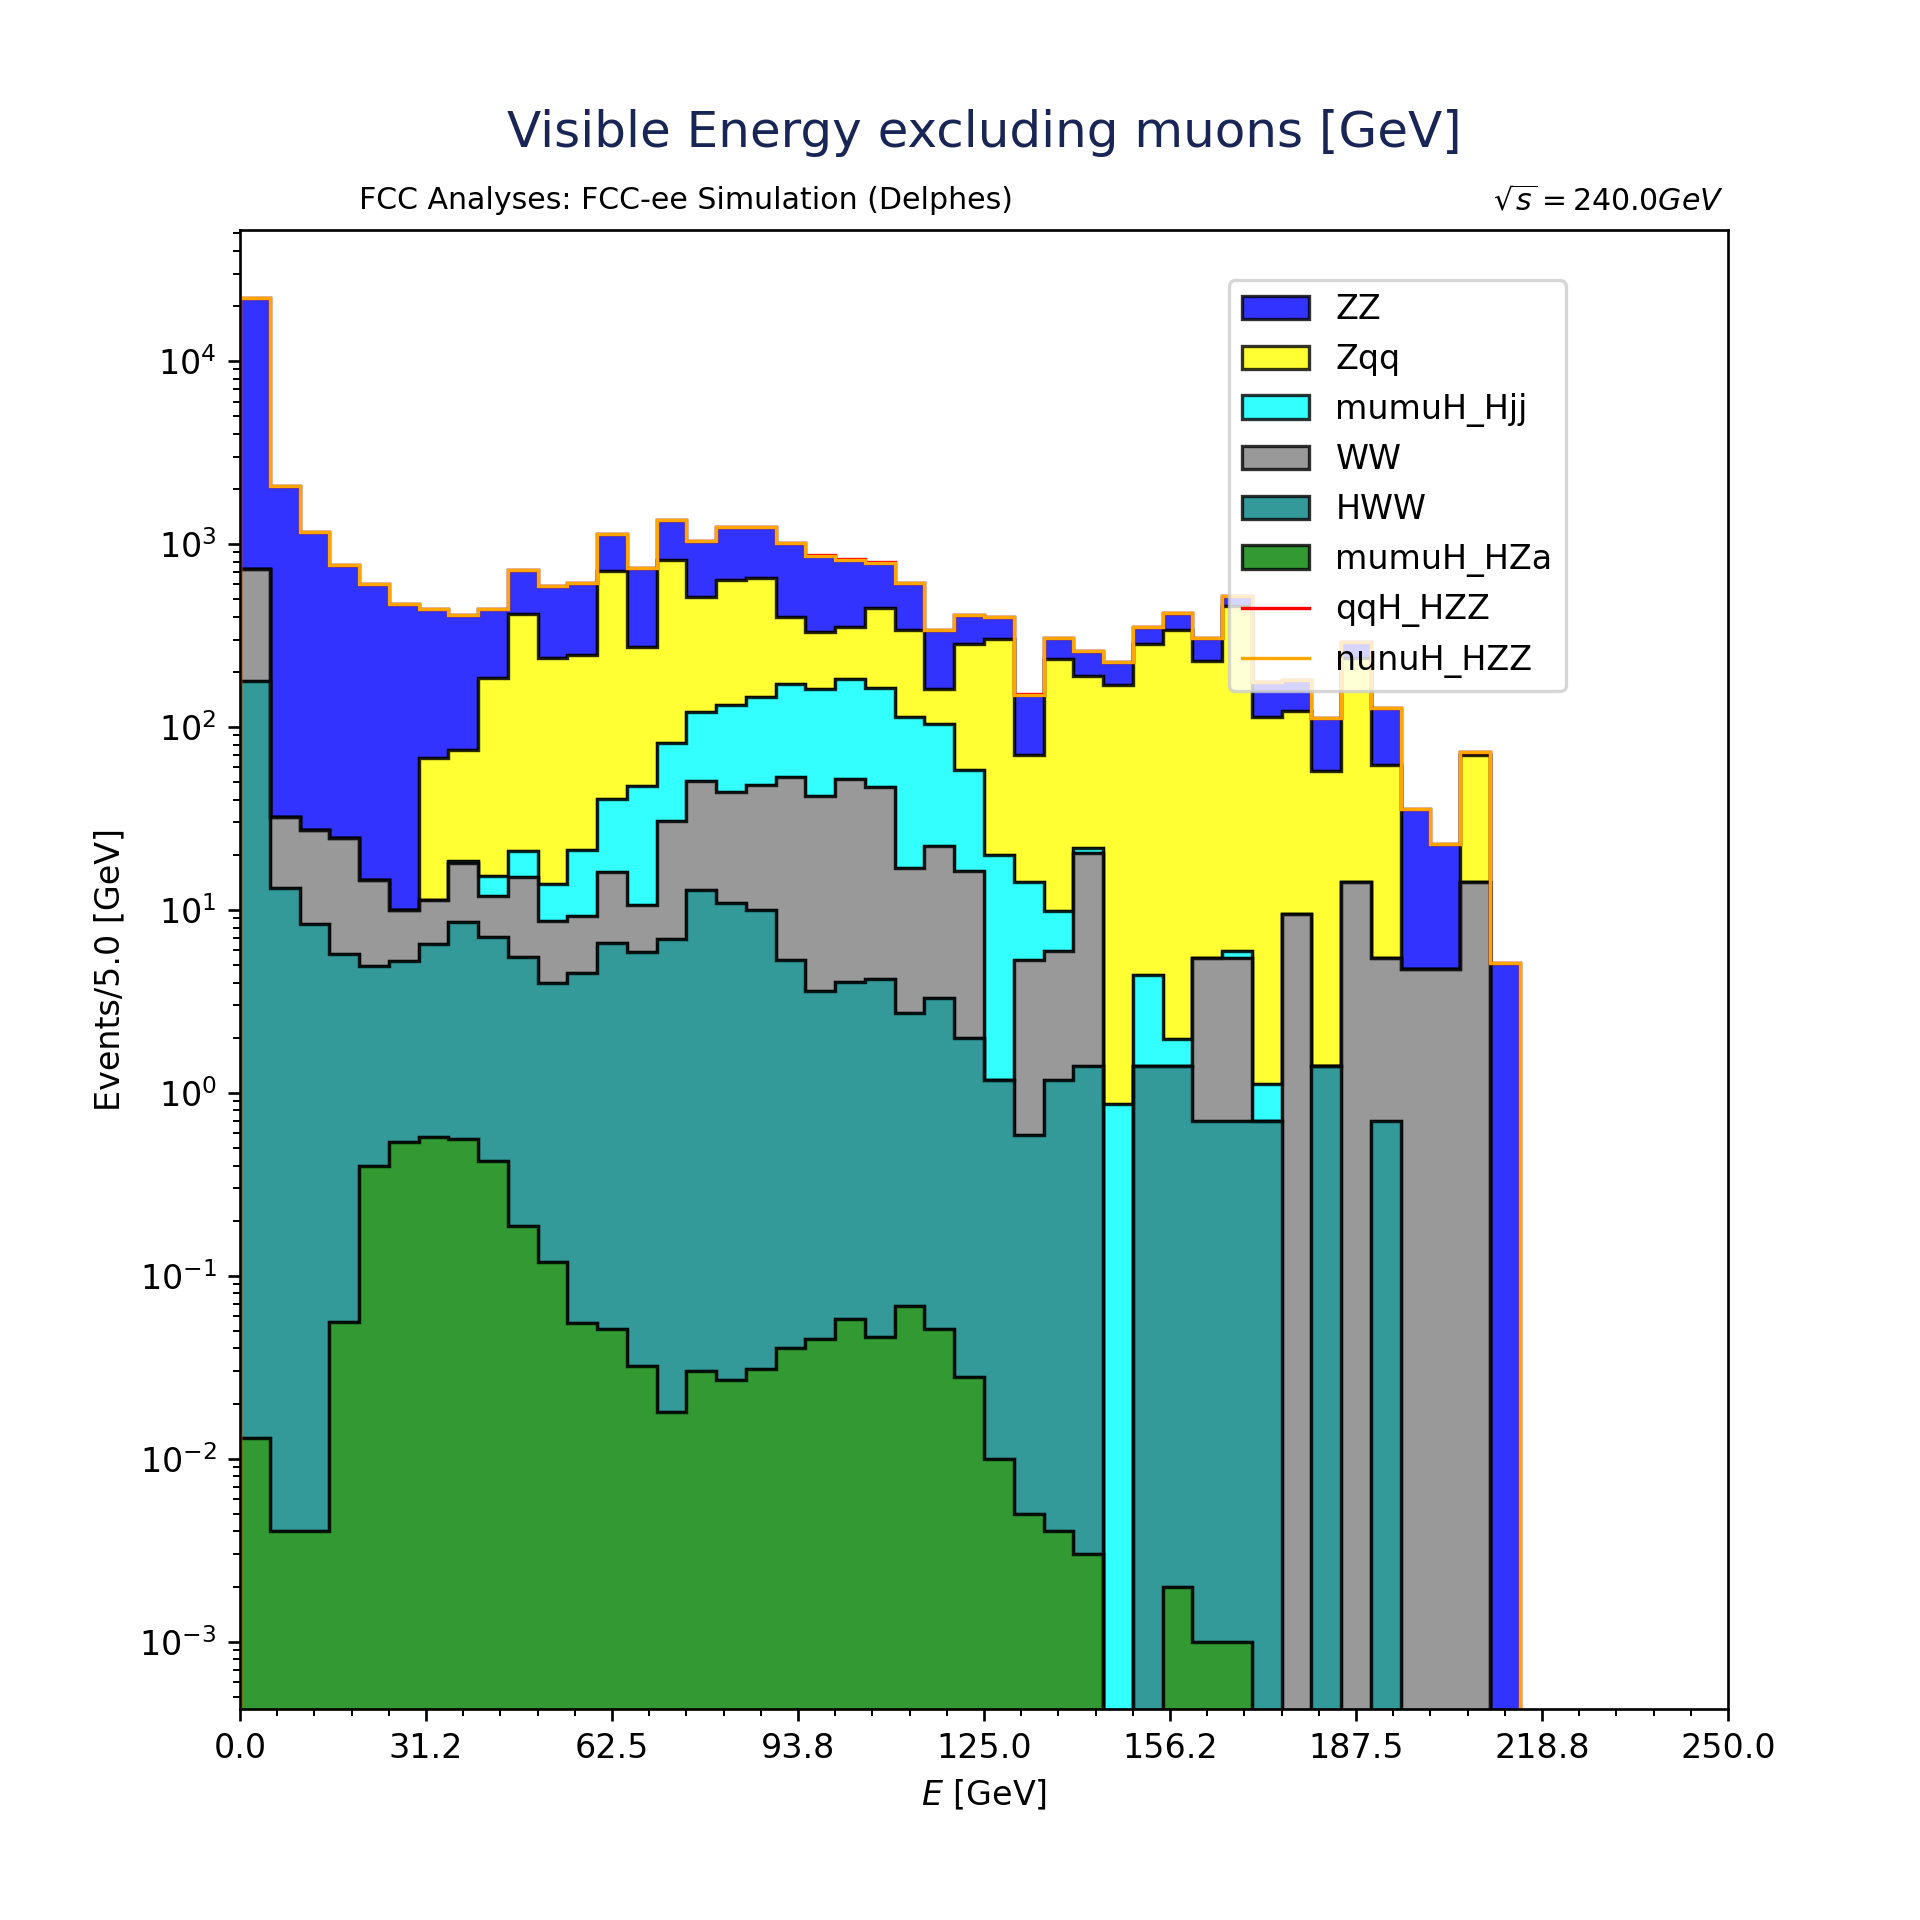 Visible Energy excluding muons [GeV]
FCC Analyses: FCC-ee Simulation (Delphes)
√s = 240.0GeV
ZZ
Zqq
mumuH_Hjj
WW
HWW
mumuH_HZa
qqH_HZZ
nunuH_HZZ
Events/5.0 [GeV]
10⁴
10³
10²
10¹
10⁰
10⁻¹
10⁻²
10⁻³
0.0 31.2 62.5 93.8 125.0 156.2 187.5 218.8 250.0
E [GeV]